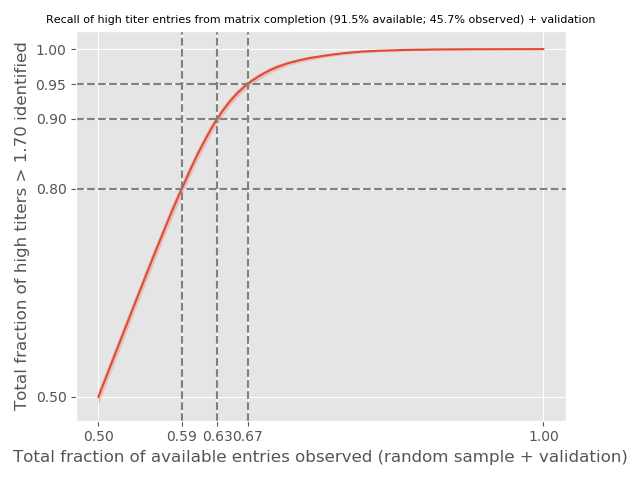 Recall of high titer entries from matrix completion (91.5% available; 45.7% observed) + validation
Total fraction of high titers > 1.70 identified
1.00
0.95
0.90
0.80
0.50
0.50 0.59 0.63 0.67 1.00
Total fraction of available entries observed (random sample + validation)